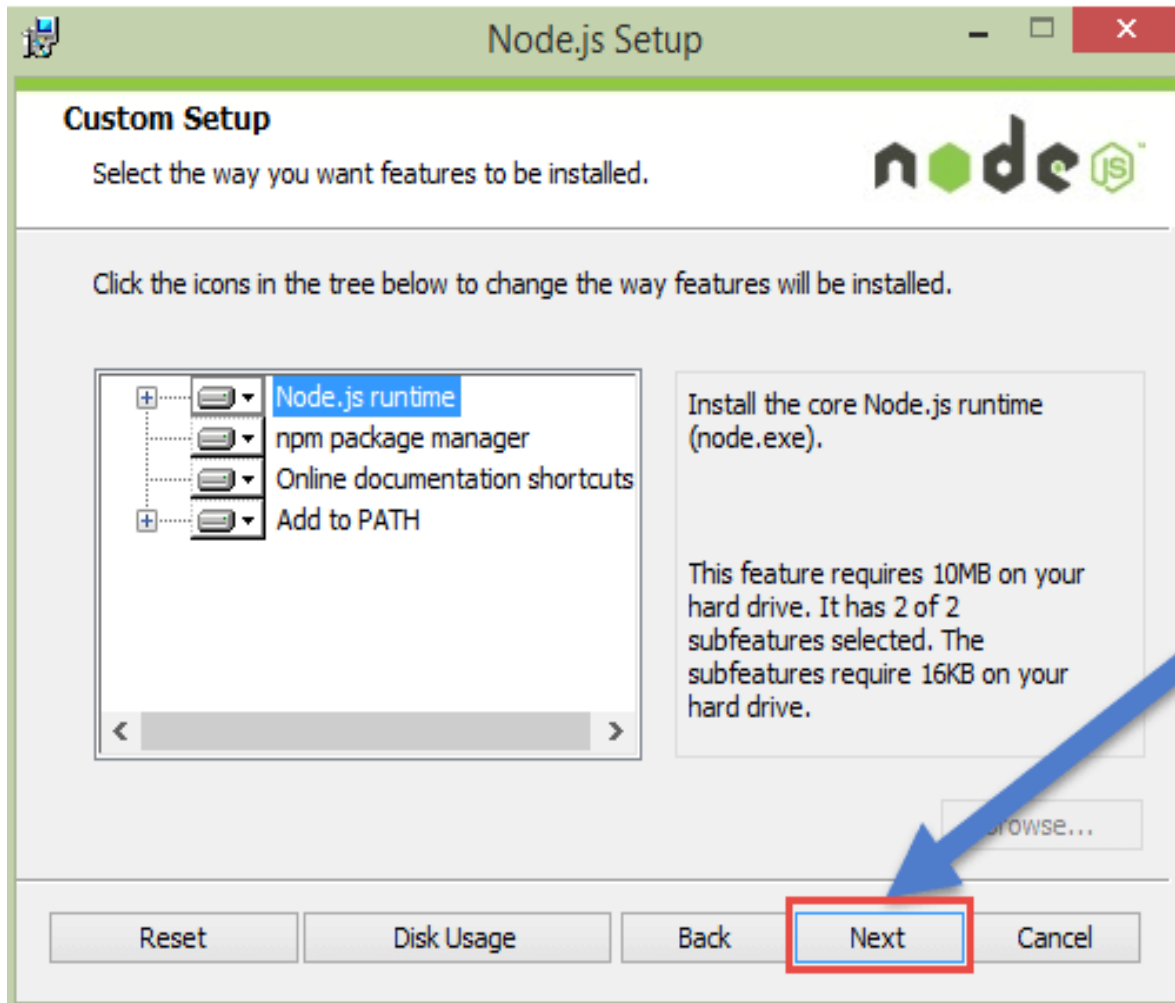 Node.js Setup
Custom Setup
Select the way you want features to be installed.
node JS
Click the icons in the tree below to change the way features will be installed.
Node.js runtime
npm package manager
Online documentation shortcuts
Add to PATH
Install the core Node.js runtime
(node.exe).
This feature requires 10MB on your
hard drive. It has 2 of 2
subfeatures selected. The
subfeatures require 16KB on your
hard drive.
Browse...
Reset
Disk Usage
Back
Next
Cancel